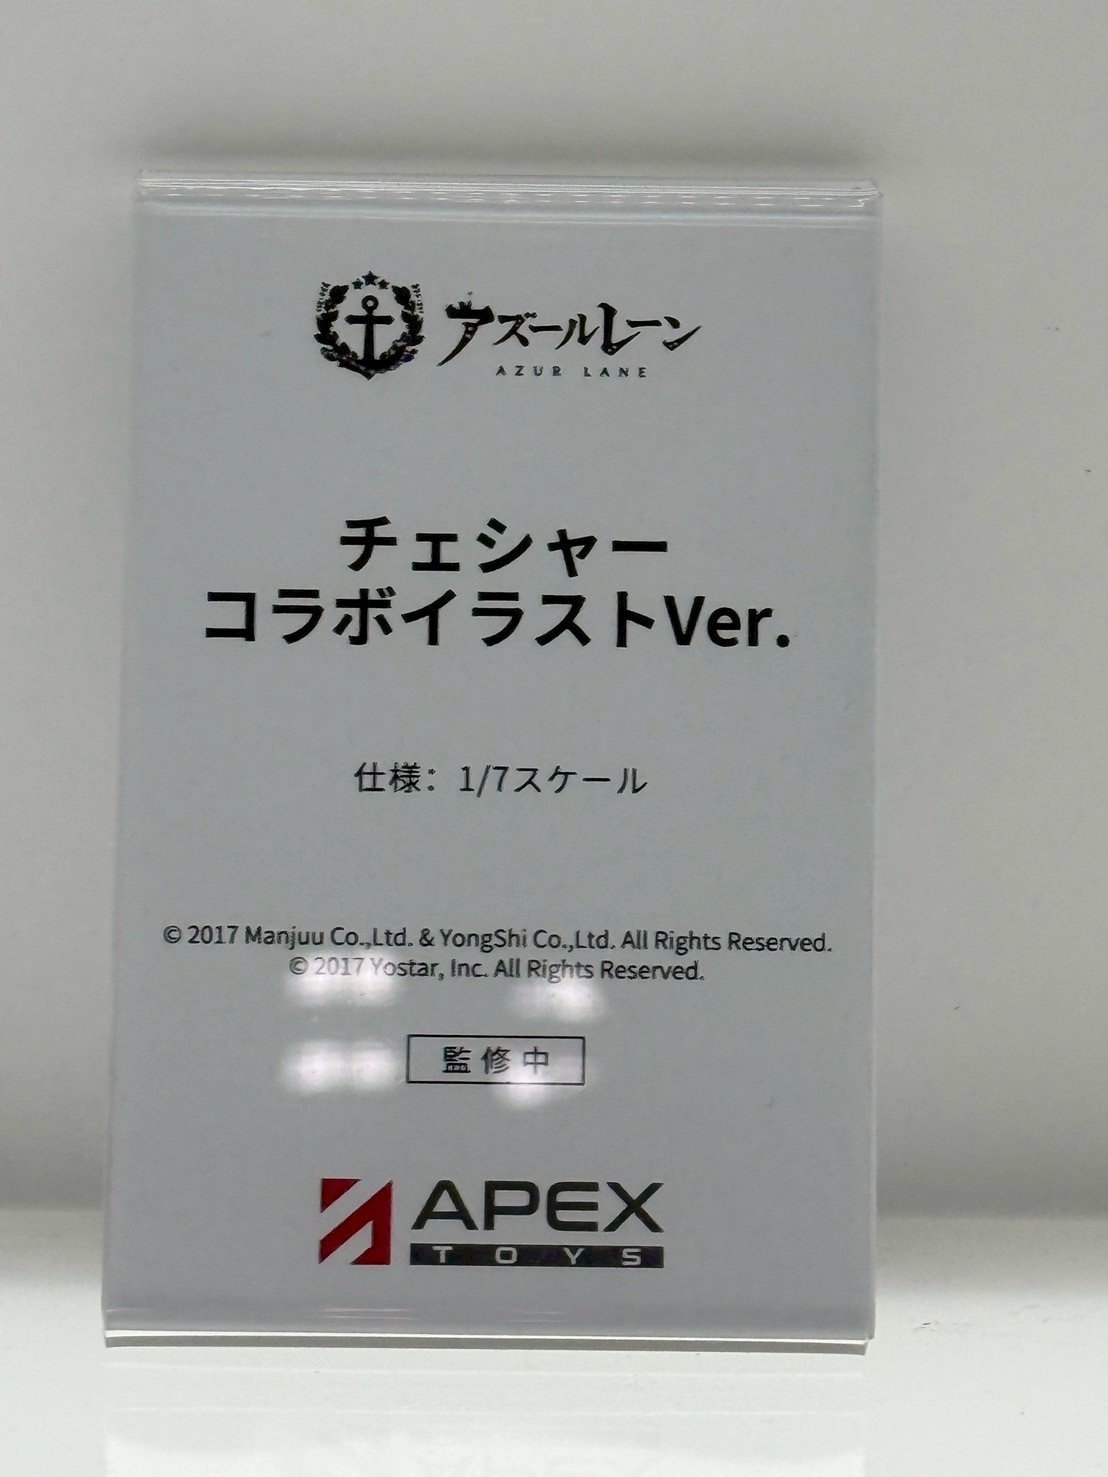 アズールレーン
AZUR LANE
チェシャー
コラボイラストVer.
仕様：1/7スケール
© 2017 Manjuu Co.,Ltd. & YongShi Co.,Ltd. All Rights Reserved.
© 2017 Yostar, Inc. All Rights Reserved.
監修中
APEX
TOYS